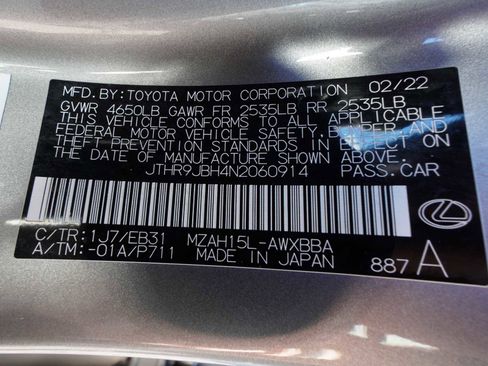 MFD. BY: TOYOTA MOTOR CORPORATION 02/22
GVWR 4650LB GAWR FR 2535LB RR 2535LB
THIS VEHICLE CONFORMS TO ALL APPLICABLE
FEDERAL MOTOR VEHICLE SAFETY, BUMPER, AND
THEFT PREVENTION STANDARDS IN EFFECT ON
THE DATE OF MANUFACTURE SHOWN ABOVE.
JTHR9JBH4N2060914 PASS.CAR
C/TR: 1J7/EB31 MZAH15L-AWXBBA
A/TM: -01A/P711 MADE IN JAPAN 887 A